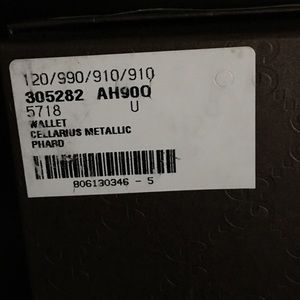 120/990/910/910
305282 AH90Q
5718 U
WALLET
CELLARIUS METALLIC
PHARD
806130346 - 5